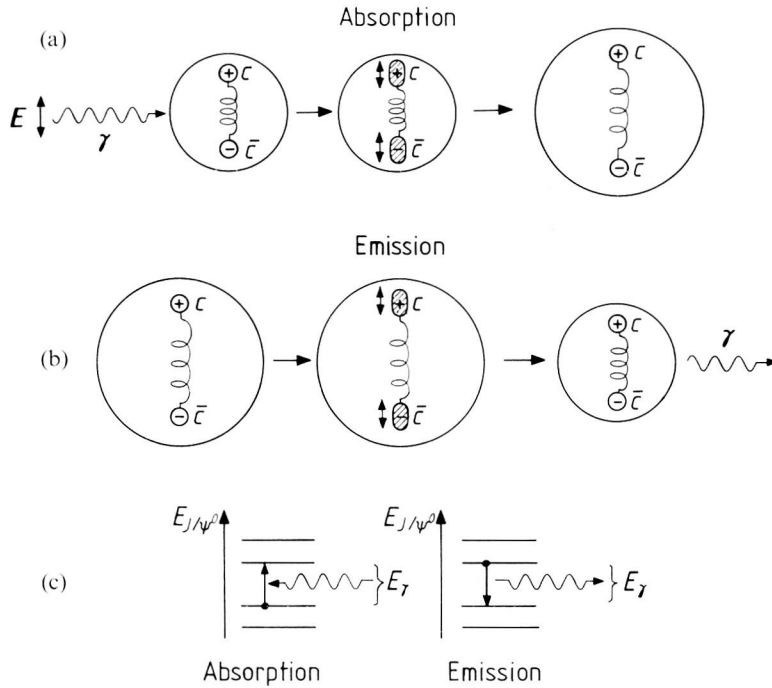 Absorption
(a)
E
γ
+ c
− c̄
+ c
− c̄
+ c
− c̄
Emission
(b)
+ c
− c̄
+ c
− c̄
+ c
− c̄
γ
(c)
E_J/ψ⁰
E_γ
E_J/ψ⁰
E_γ
Absorption
Emission